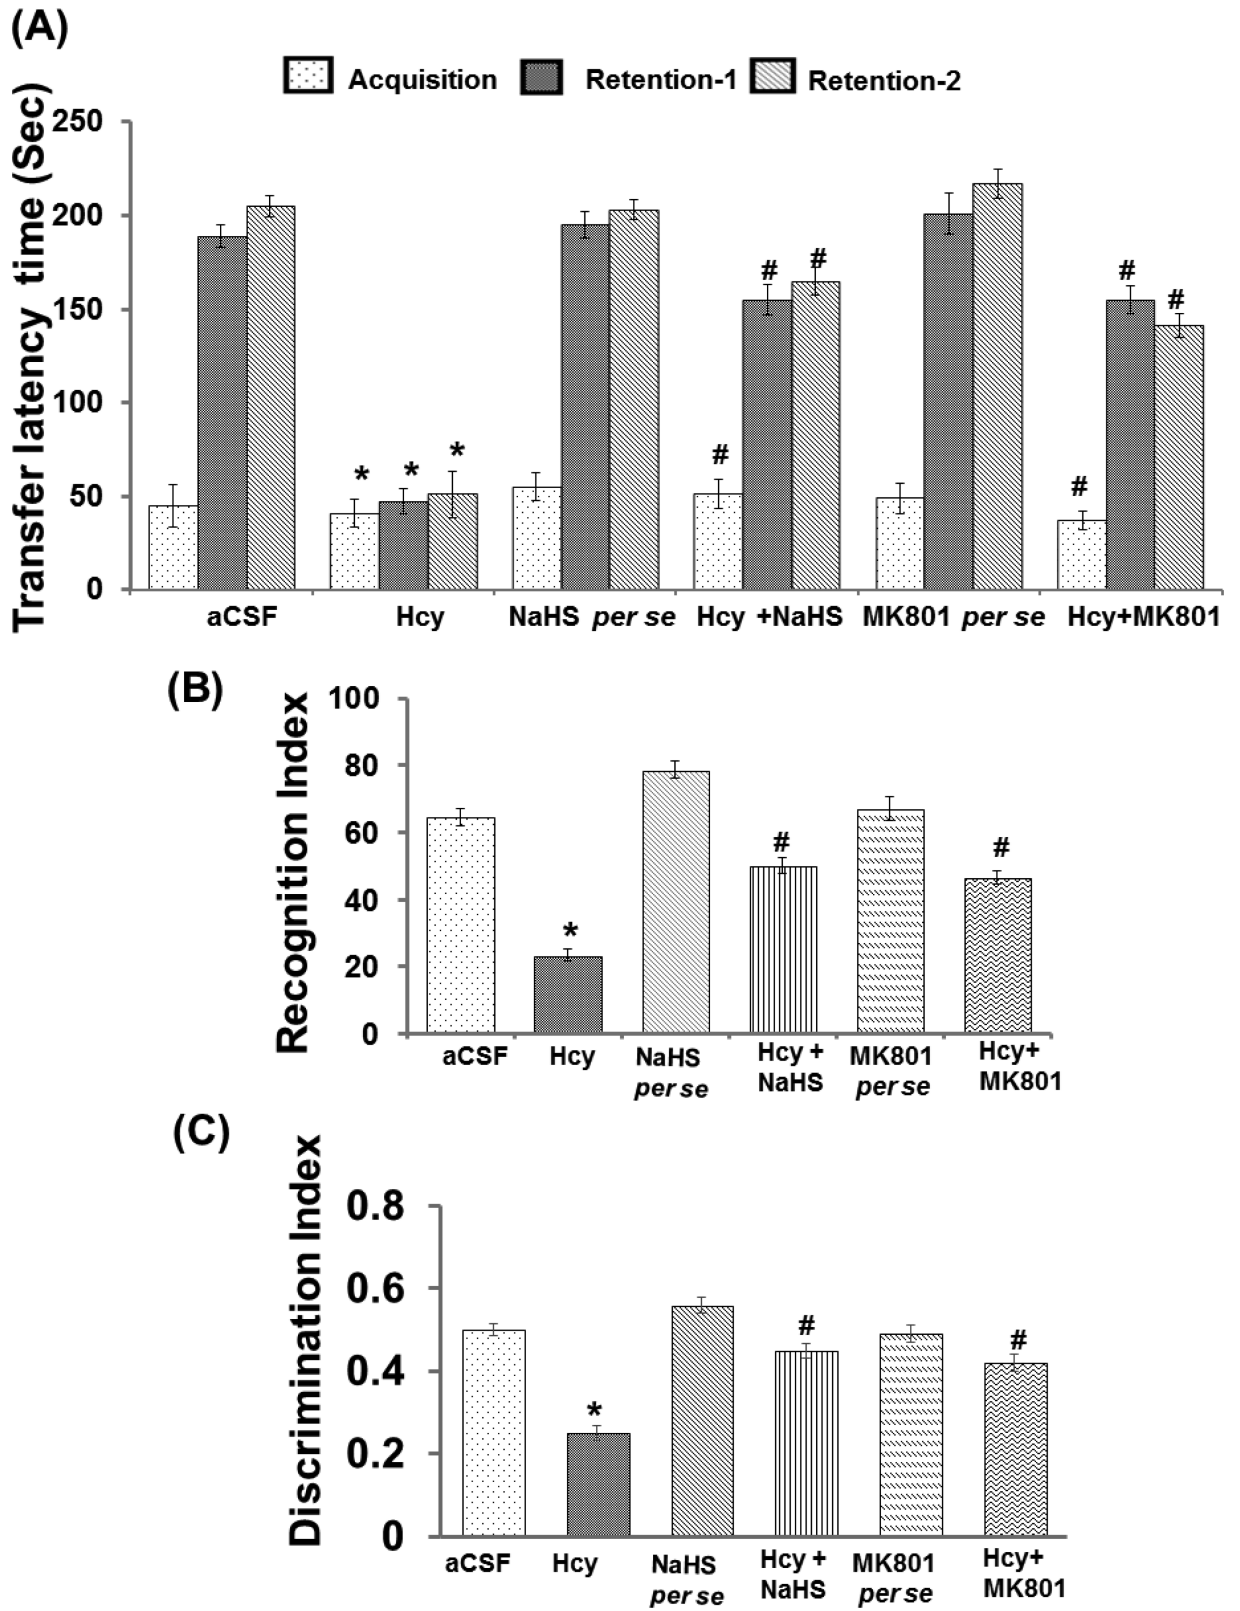 (A)
Acquisition Retention-1 Retention-2
Transfer latency time (Sec)
250
200
150
100
50
0
* * *
# # #
# # #
aCSF Hcy NaHS per se Hcy +NaHS MK801 per se Hcy+MK801
(B)
Recognition Index
100
80
60
40
20
0
* # #
aCSF Hcy NaHS per se Hcy + NaHS MK801 per se Hcy+ MK801
(C)
Discrimination Index
0.8
0.6
0.4
0.2
0
* # #
aCSF Hcy NaHS per se Hcy + NaHS MK801 per se Hcy+ MK801